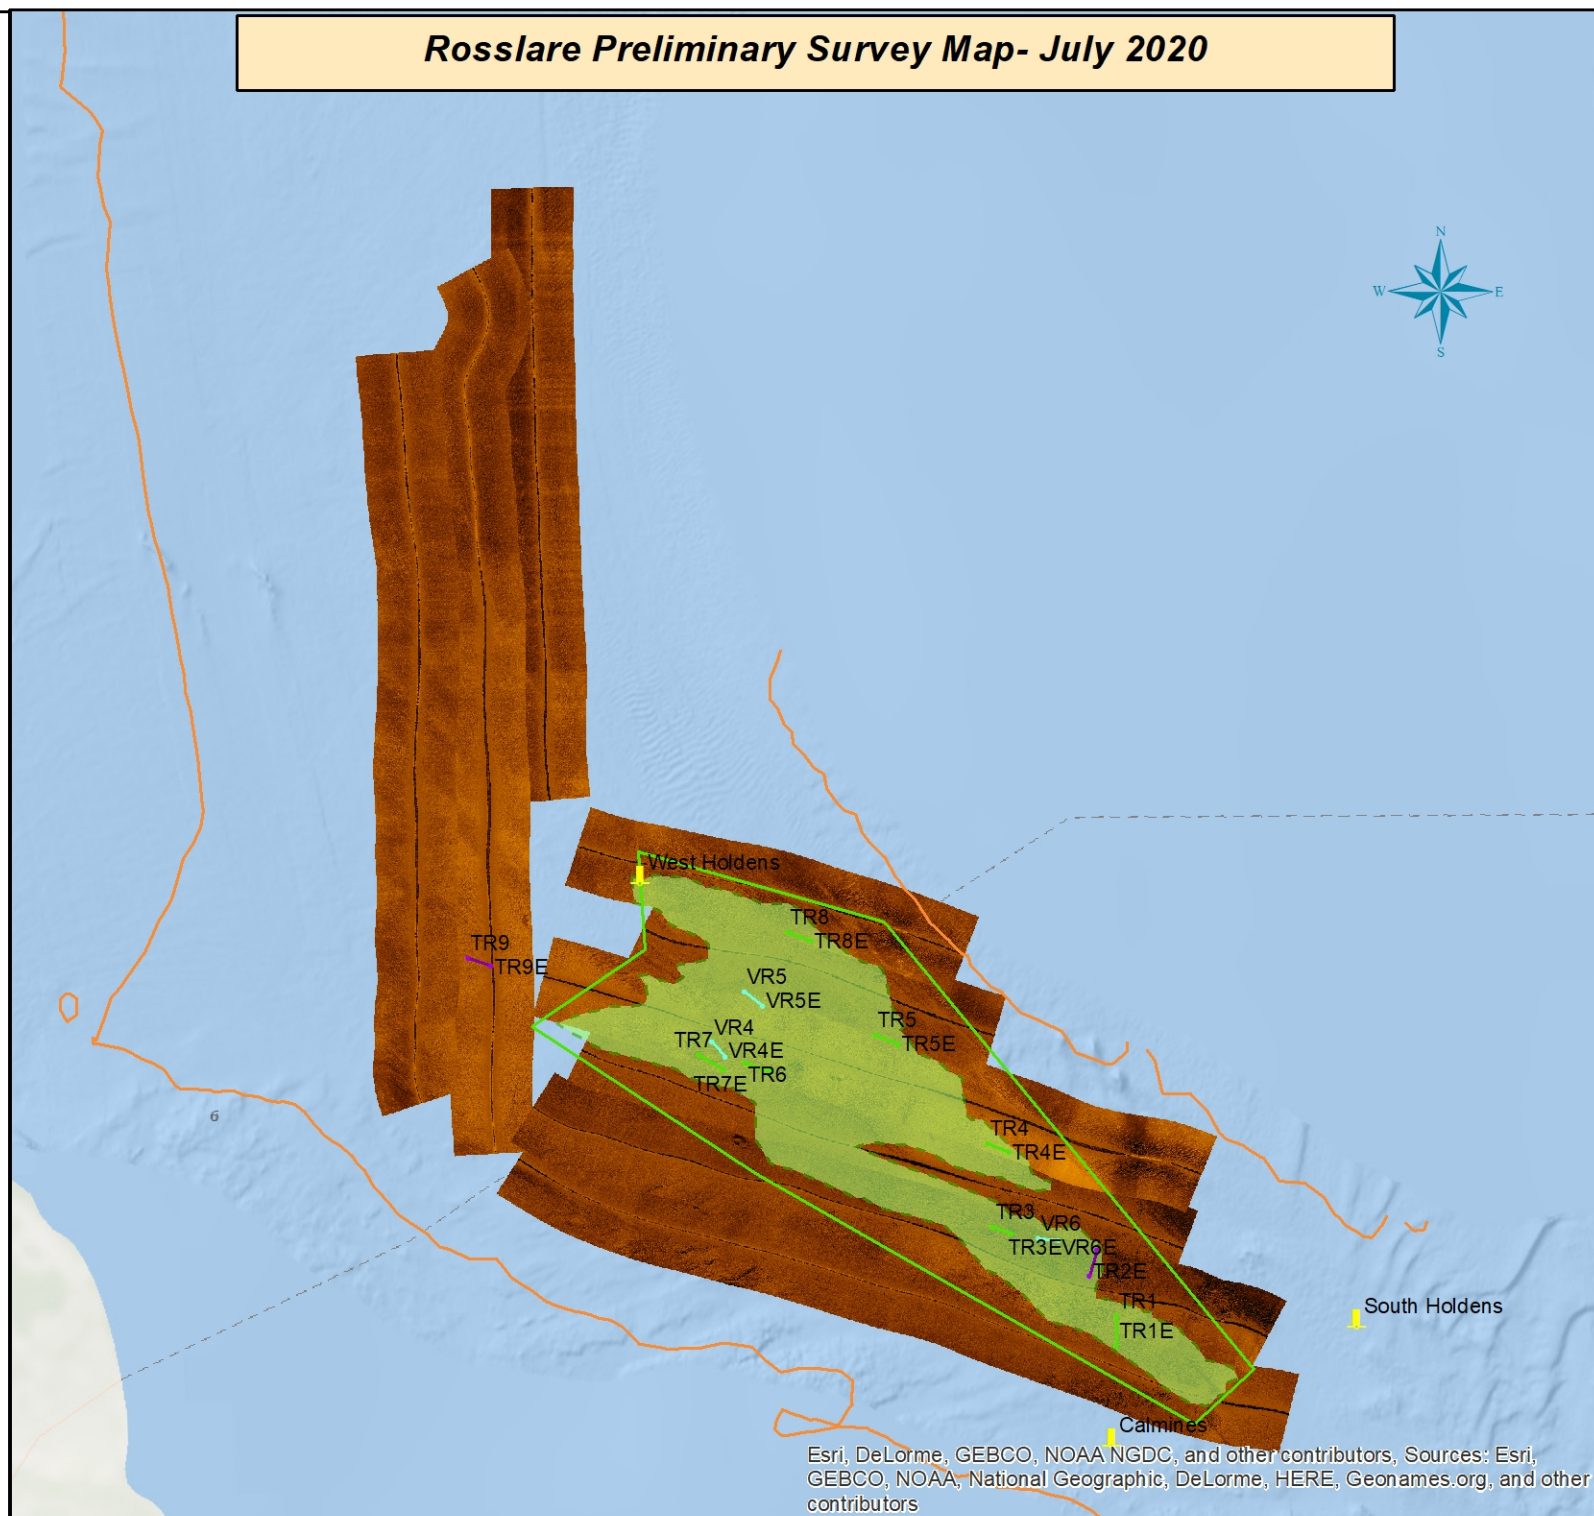 Rosslare Preliminary Survey Map- July 2020
N
W
E
S
West Holdens
TR8
TR8E
TR9
TR9E
VR5
VR5E
TR5
TR5E
VR4
TR7
VR4E
TR6
TR7E
6
TR4
TR4E
TR3
VR6
TR3E
VR6E
TR2E
TR1
TR1E
South Holdens
Calmines
Esri, DeLorme, GEBCO, NOAA NGDC, and other contributors, Sources: Esri,
GEBCO, NOAA, National Geographic, DeLorme, HERE, Geonames.org, and other
contributors